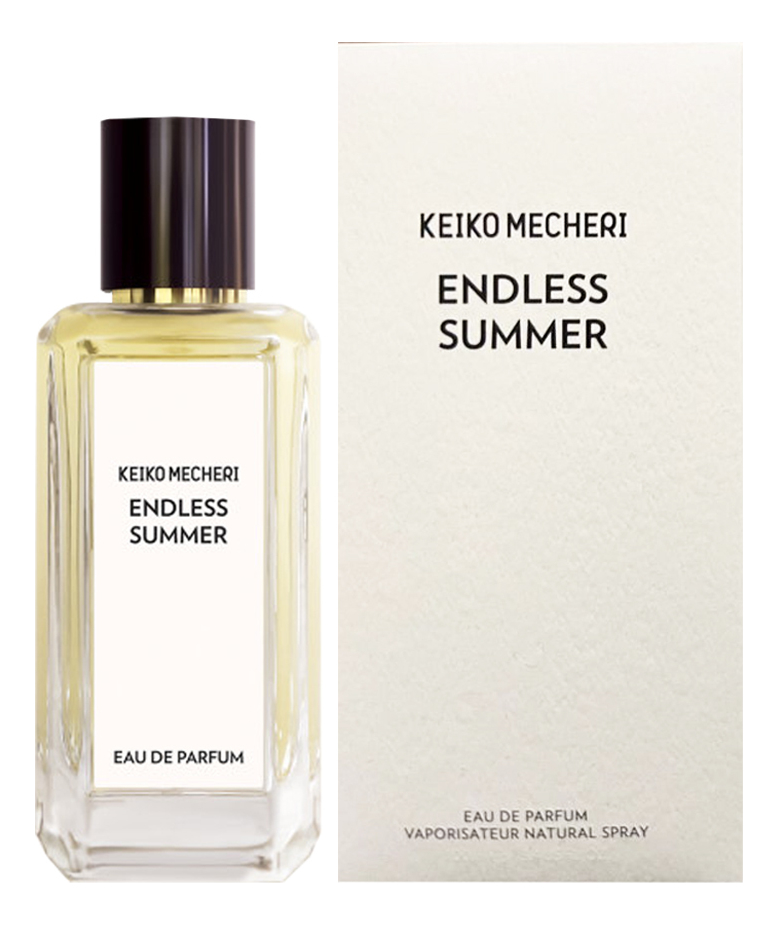 KEIKO MECHERI
ENDLESS
SUMMER
EAU DE PARFUM
KEIKO MECHERI
ENDLESS
SUMMER
EAU DE PARFUM
VAPORISATEUR NATURAL SPRAY